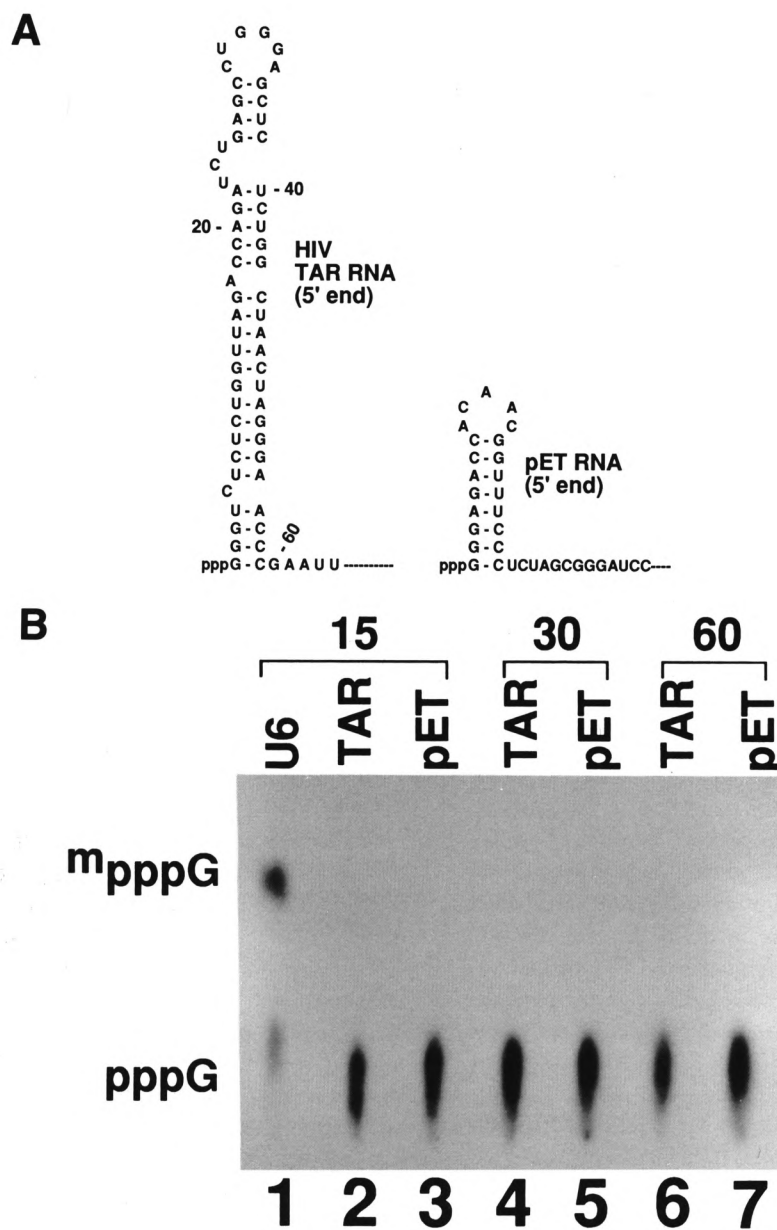 A
G G
U G
C A
C - G
G - C
A - U
G - C
U
C
U
A - U - 40
G - C
20 - A - U
C - G
C - G
A
G - C
A - U
U - A
U - A
G - C
G - U
U - A
C - G
U - G
C - G
U - A
C
U - A
G - C
G - C - 60
pppG - C G A A U U ----------
HIV
TAR RNA
(5' end)
A
C A
A C
C - G
C - G
A - U
G - U
A - U
G - C
G - C
pppG - C UCUAGCGGGAUCC----
pET RNA
(5' end)
B
15 30 60
U6 TAR pET TAR pET TAR pET
mpppG
pppG
1 2 3 4 5 6 7